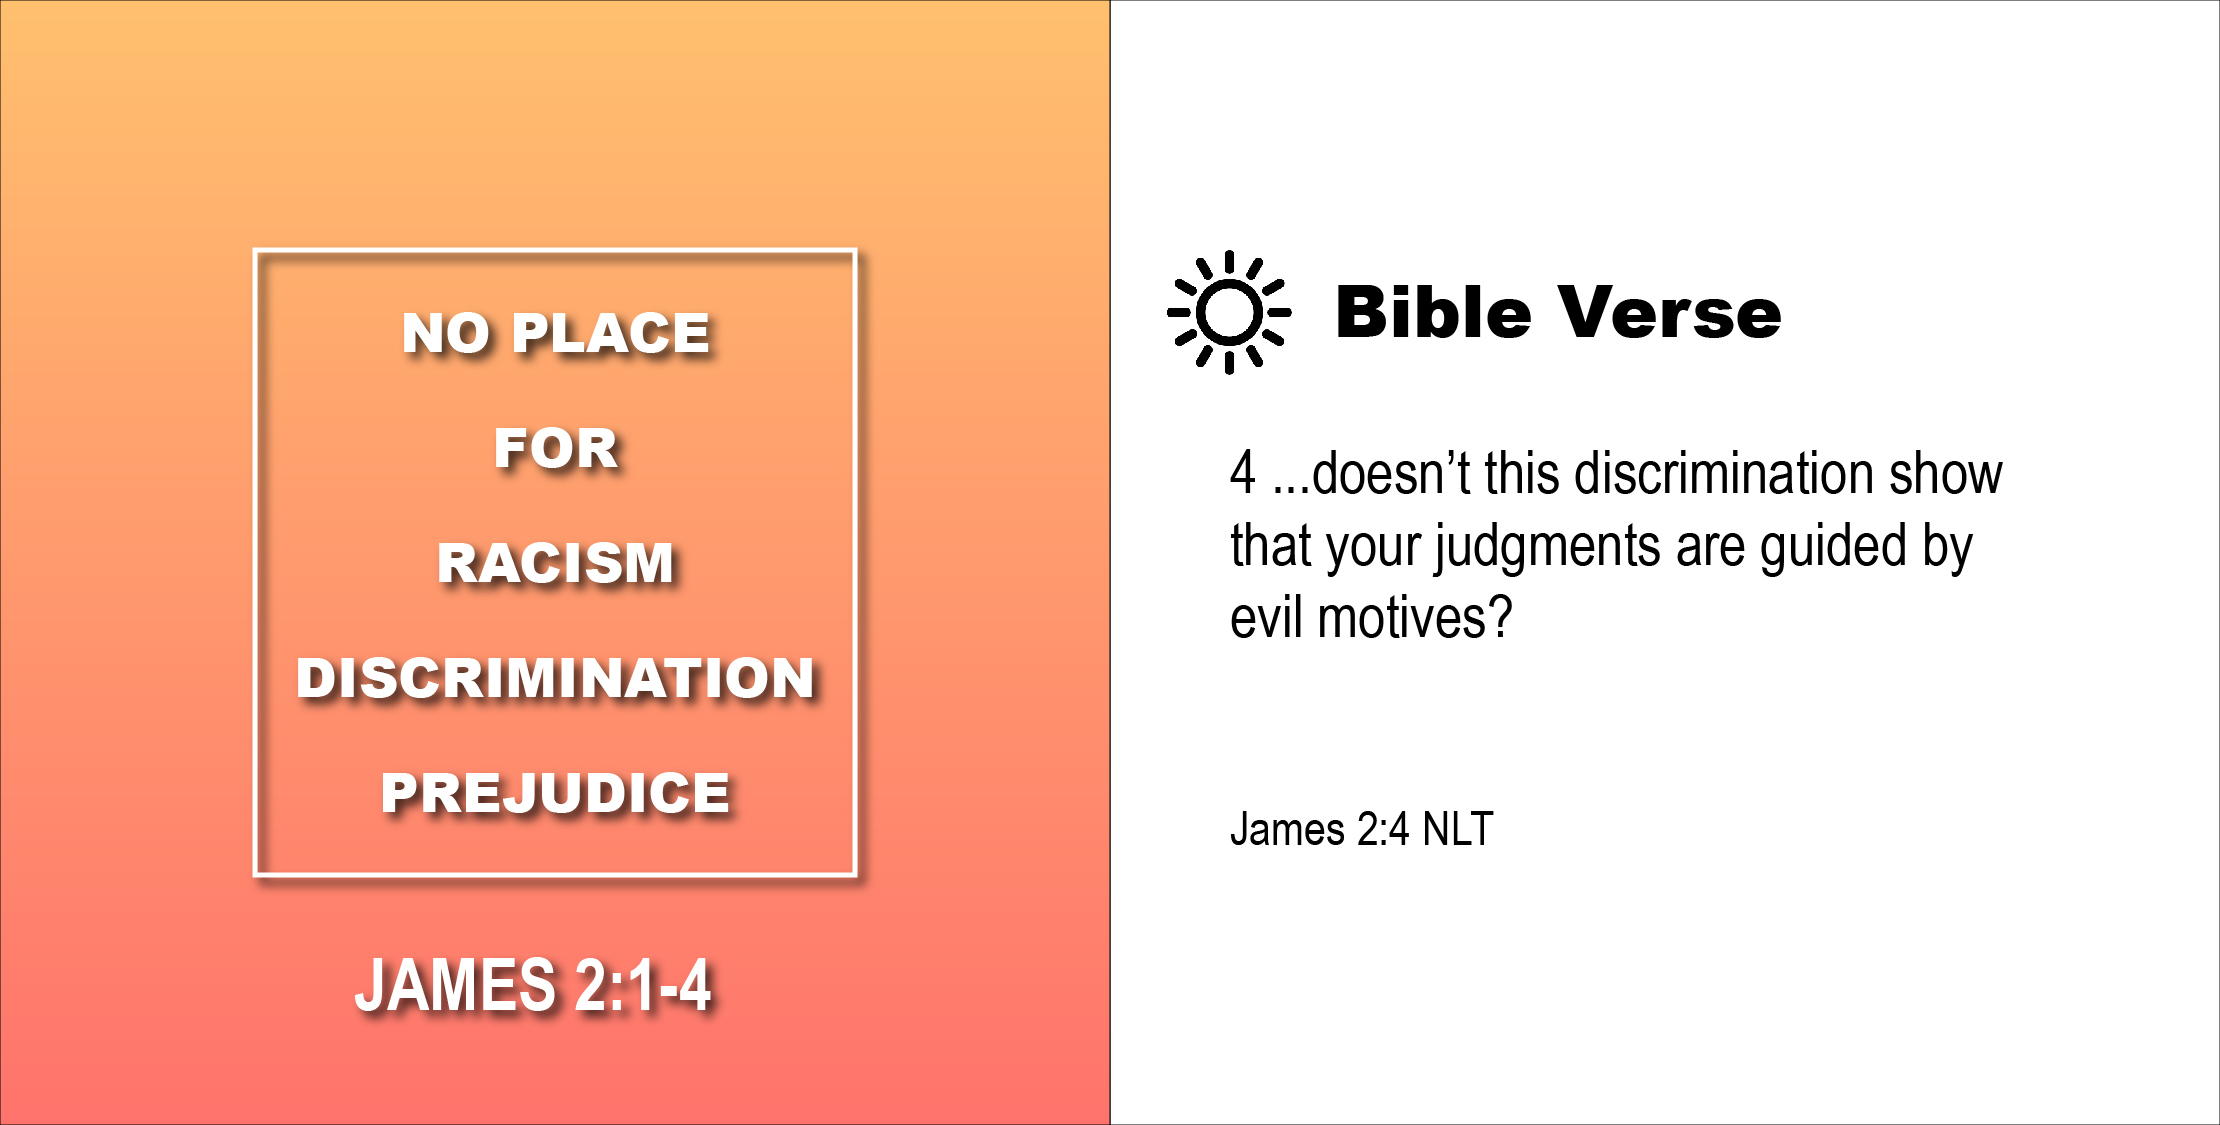 NO PLACE
FOR
RACISM
DISCRIMINATION
PREJUDICE
JAMES 2:1-4
Bible Verse
4 ...doesn’t this discrimination show
that your judgments are guided by
evil motives?
James 2:4 NLT